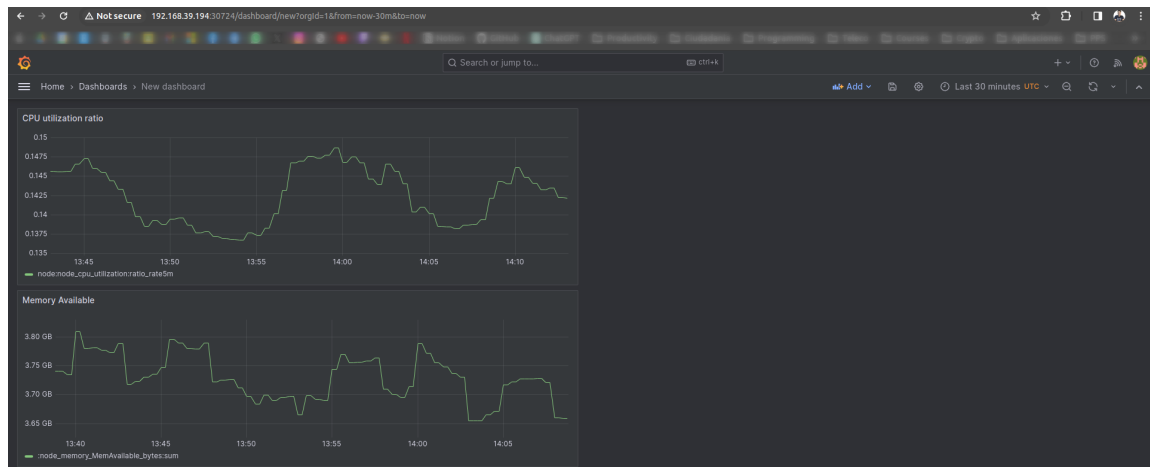 Not secure 192.168.39.194:30724/dashboard/new?orgId=1&from=now-30m&to=now
Search or jump to... ctrl+k
Home > Dashboards > New dashboard
Add
Last 30 minutes UTC
CPU utilization ratio
0.15
0.1475
0.145
0.1425
0.14
0.1375
0.135
13:45 13:50 13:55 14:00 14:05 14:10
node:node_cpu_utilization:ratio_rate5m
Memory Available
3.80 GB
3.75 GB
3.70 GB
3.65 GB
13:40 13:45 13:50 13:55 14:00 14:05
:node_memory_MemAvailable_bytes:sum